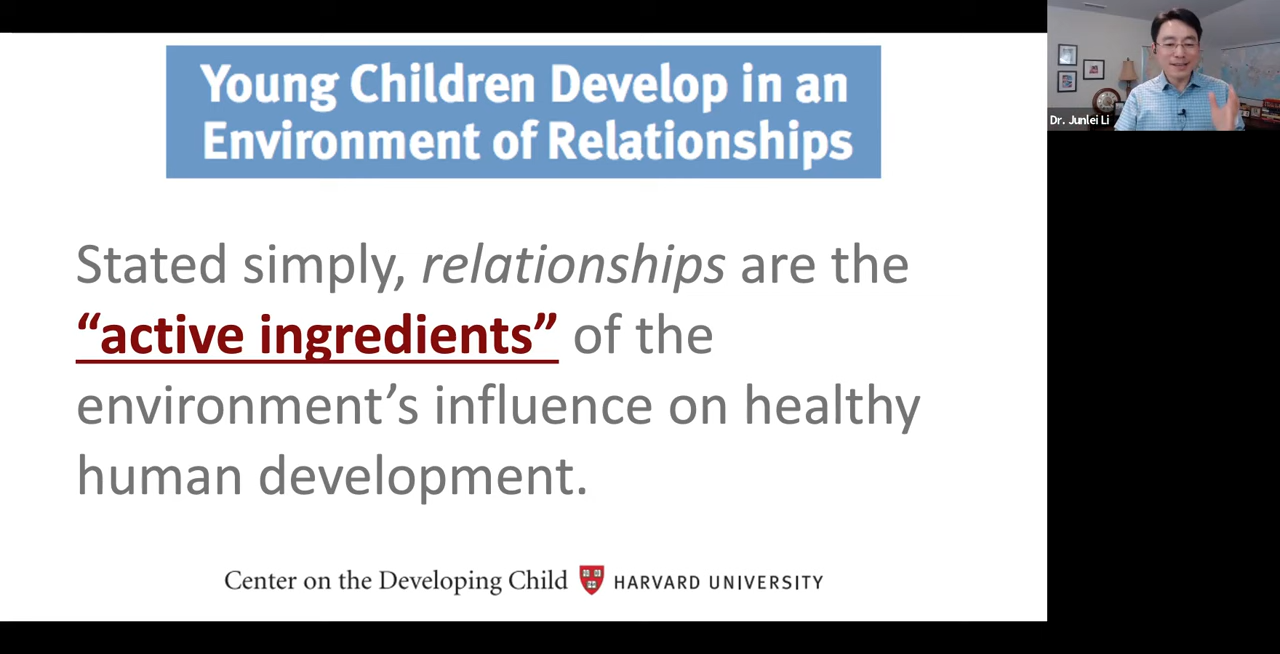 Young Children Develop in an
Environment of Relationships
Stated simply, relationships are the
“active ingredients” of the
environment’s influence on healthy
human development.
Center on the Developing Child HARVARD UNIVERSITY
Dr. Junlei Li